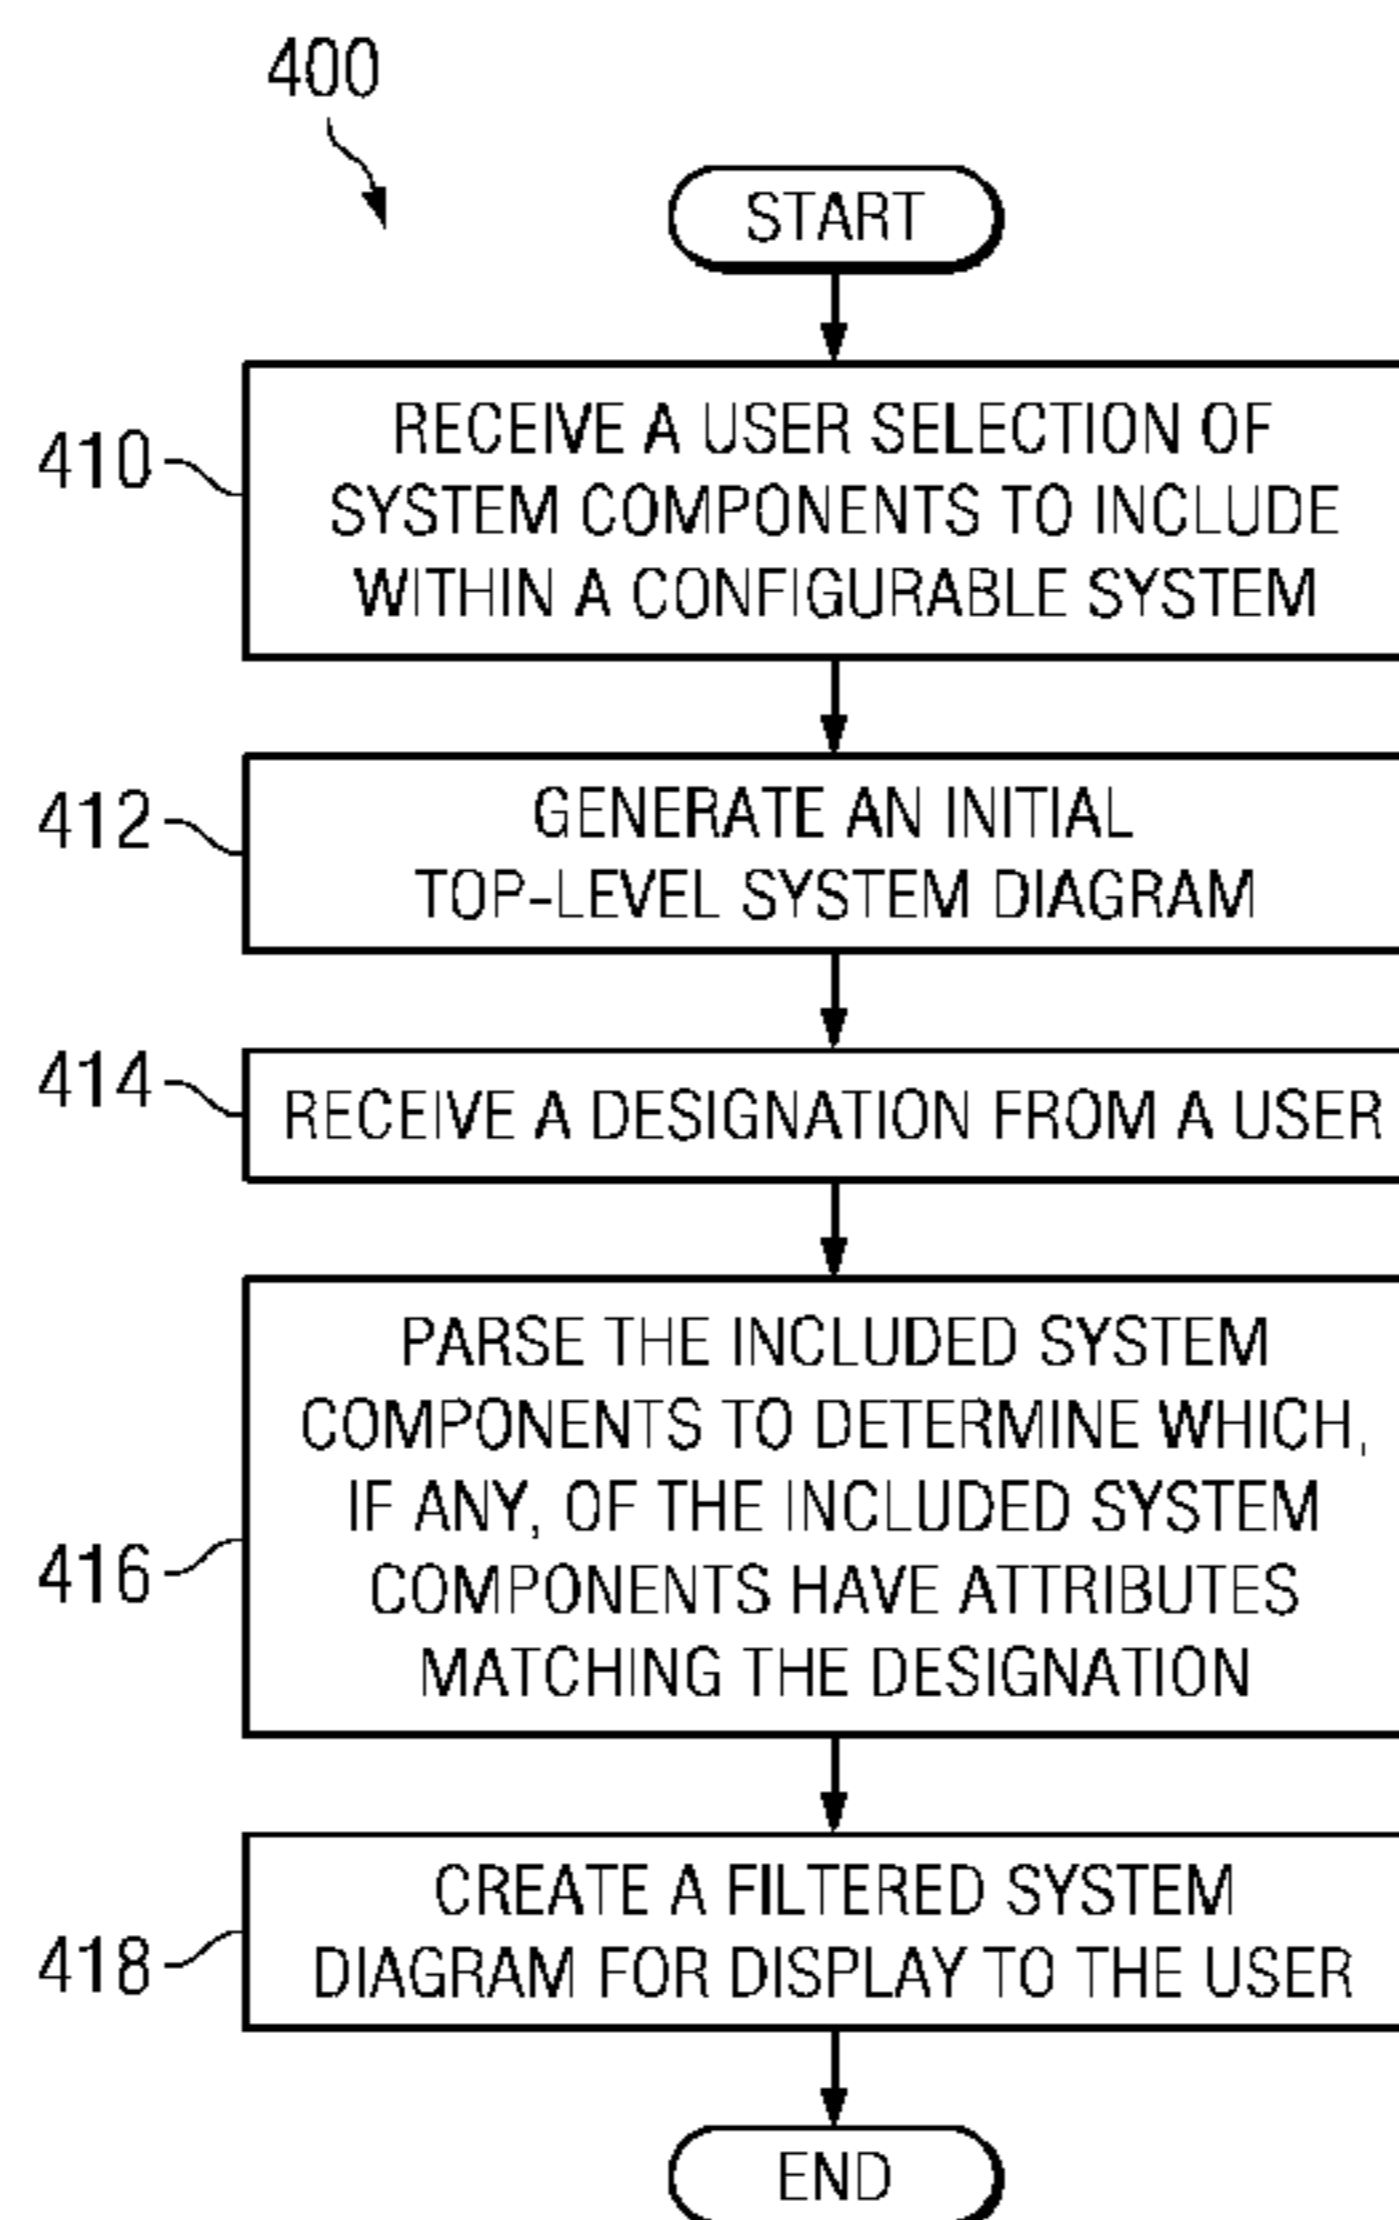 400
START
410
RECEIVE A USER SELECTION OF
SYSTEM COMPONENTS TO INCLUDE
WITHIN A CONFIGURABLE SYSTEM
412
GENERATE AN INITIAL
TOP-LEVEL SYSTEM DIAGRAM
414
RECEIVE A DESIGNATION FROM A USER
416
PARSE THE INCLUDED SYSTEM
COMPONENTS TO DETERMINE WHICH,
IF ANY, OF THE INCLUDED SYSTEM
COMPONENTS HAVE ATTRIBUTES
MATCHING THE DESIGNATION
418
CREATE A FILTERED SYSTEM
DIAGRAM FOR DISPLAY TO THE USER
END